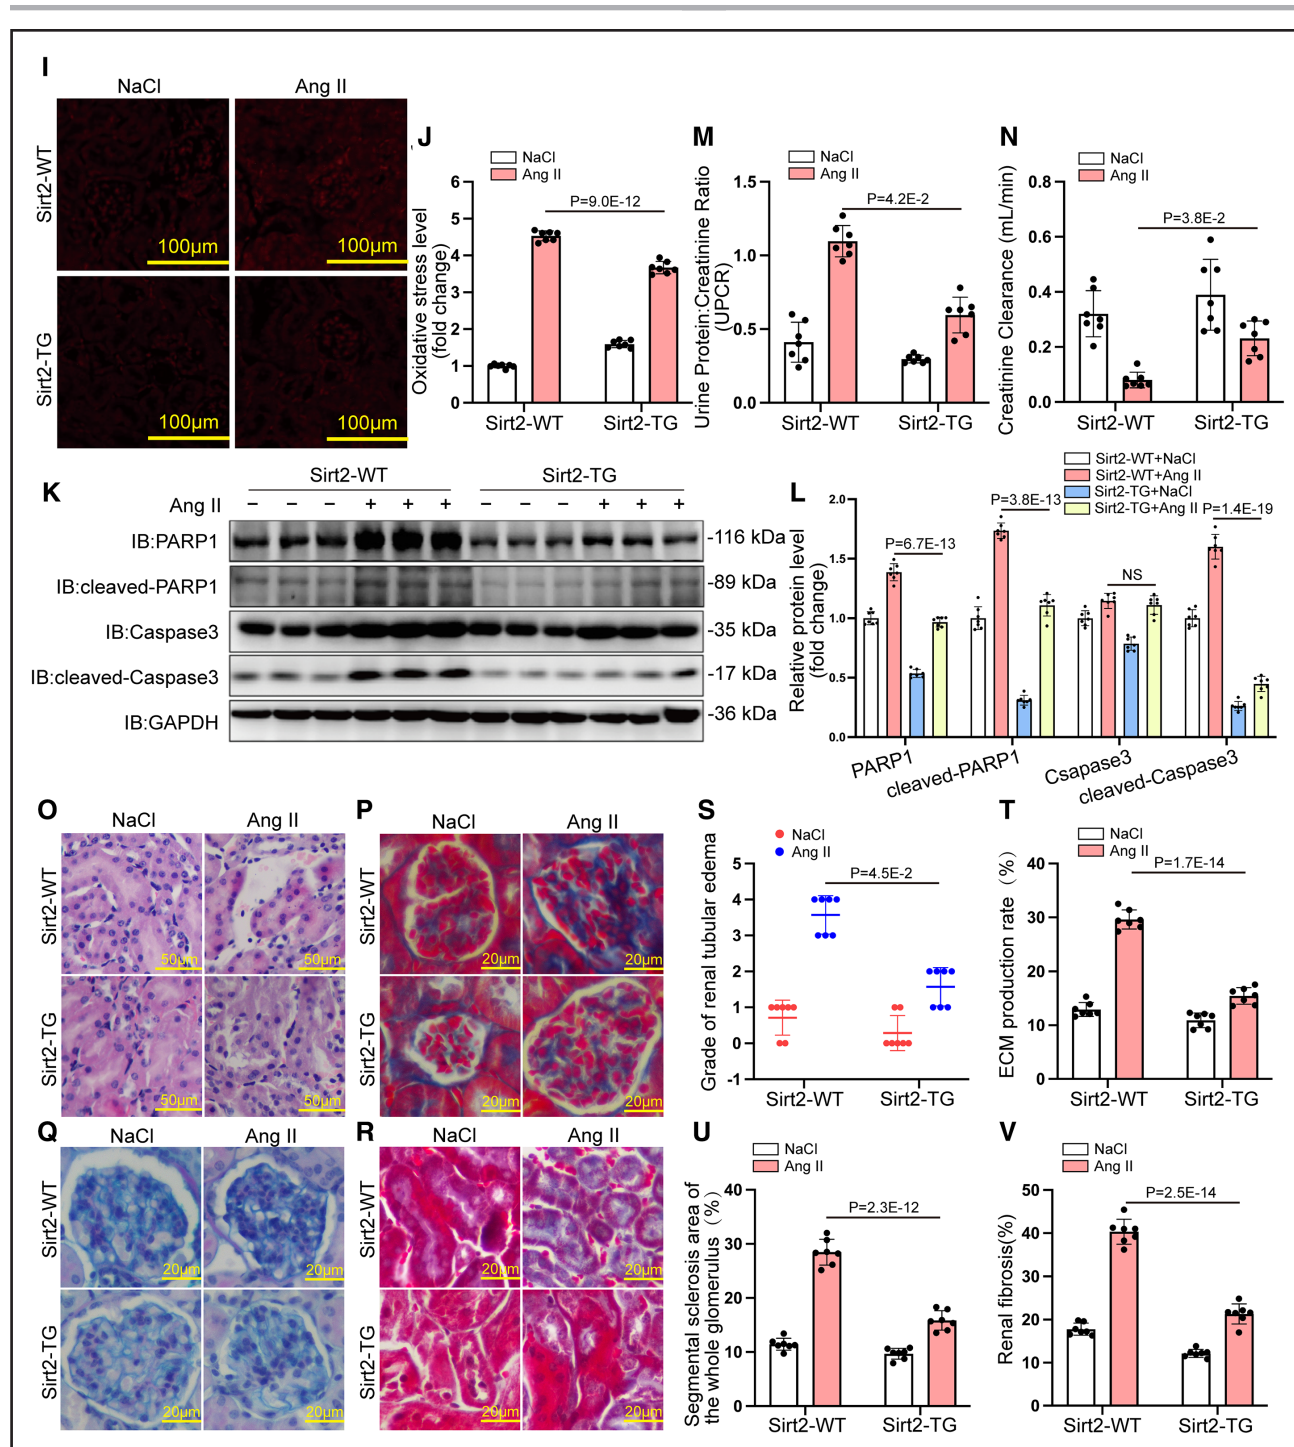 I
NaCl
Ang II
Sirt2-WT
100μm
100μm
Sirt2-TG
100μm
100μm
J
NaCl
Ang II
Oxidative stress level
(fold change)
6
5
4
3
2
1
0
P=9.0E-12
Sirt2-WT
Sirt2-TG
M
NaCl
Ang II
Urine Protein:Creatinine Ratio
(UPCR)
1.5
1.0
0.5
0.0
P=4.2E-2
Sirt2-WT
Sirt2-TG
N
NaCl
Ang II
Creatinine Clearance (mL/min)
0.8
0.6
0.4
0.2
0.0
P=3.8E-2
Sirt2-WT
Sirt2-TG
K
Sirt2-WT
Sirt2-TG
Ang II − − − + + + − − − + + +
IB:PARP1 -116 kDa
IB:cleaved-PARP1 -89 kDa
IB:Caspase3 -35 kDa
IB:cleaved-Caspase3 -17 kDa
IB:GAPDH -36 kDa
L
Sirt2-WT+NaCl
Sirt2-WT+Ang II
Sirt2-TG+NaCl
Sirt2-TG+Ang II
Relative protein level
(fold change)
2.0
1.5
1.0
0.5
0.0
P=6.7E-13
P=3.8E-13
NS
P=1.4E-19
PARP1
cleaved-PARP1
Csapase3
cleaved-Caspase3
O
NaCl
Ang II
Sirt2-WT
50μm
50μm
Sirt2-TG
50μm
50μm
P
NaCl
Ang II
Sirt2-WT
20μm
20μm
Sirt2-TG
20μm
20μm
S
NaCl
Ang II
Grade of renal tubular edema
5
4
3
2
1
0
-1
P=4.5E-2
Sirt2-WT
Sirt2-TG
T
NaCl
Ang II
ECM production rate（%）
40
30
20
10
0
P=1.7E-14
Sirt2-WT
Sirt2-TG
Q
NaCl
Ang II
Sirt2-WT
20μm
20μm
Sirt2-TG
20μm
20μm
R
NaCl
Ang II
Sirt2-WT
20μm
20μm
Sirt2-TG
20μm
20μm
U
NaCl
Ang II
Segmental sclerosis area of
the whole glomerulus（%）
40
30
20
10
0
P=2.3E-12
Sirt2-WT
Sirt2-TG
V
NaCl
Ang II
Renal fibrosis(%)
50
40
30
20
10
0
P=2.5E-14
Sirt2-WT
Sirt2-TG